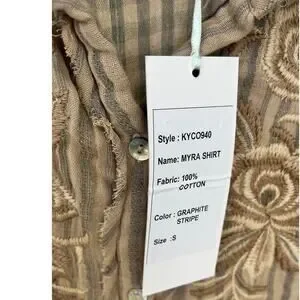 Style : KYCO940
Name: MYRA SHIRT
Fabric: 100%
COTTON
Color : GRAPHITE
STRIPE
Size :S